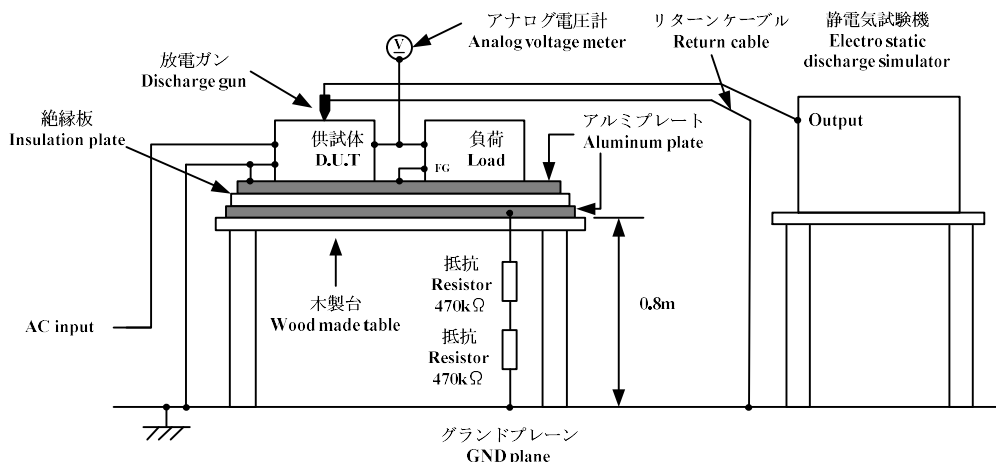 アナログ電圧計
Analog voltage meter
V
リターンケーブル
Return cable
静電気試験機
Electro static
discharge simulator
放電ガン
Discharge gun
絶縁板
Insulation plate
供試体
D.U.T
負荷
Load
FG
アルミプレート
Aluminum plate
Output
抵抗
Resistor
470kΩ
木製台
Wood made table
0.8m
AC input
抵抗
Resistor
470kΩ
グランドプレーン
GND plane